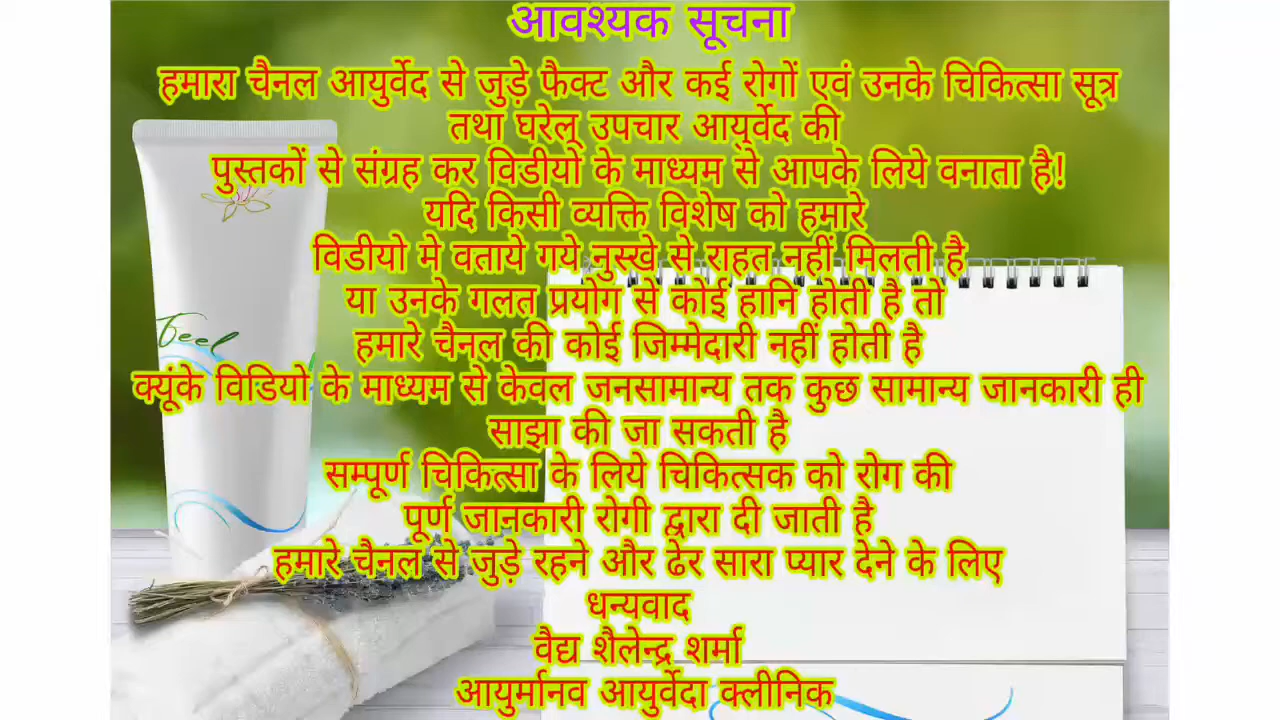 आवश्यक सूचना
हमारा चैनल आयुर्वेद से जुड़े फैक्ट और कई रोगों एवं उनके चिकित्सा सूत्र
तथा घरेलू उपचार आयुर्वेद की
पुस्तकों से संग्रह कर विडीयो के माध्यम से आपके लिये वनाता है!
यदि किसी व्यक्ति विशेष को हमारे
विडीयो मे वताये गये नुस्खे से राहत नहीं मिलती है
या उनके गलत प्रयोग से कोई हानि होती है तो
हमारे चैनल की कोई जिम्मेदारी नहीं होती है
क्यूंके विडियो के माध्यम से केवल जनसामान्य तक कुछ सामान्य जानकारी ही
साझा की जा सकती है
सम्पूर्ण चिकित्सा के लिये चिकित्सक को रोग की
पूर्ण जानकारी रोगी द्वारा दी जाती है
हमारे चैनल से जुड़े रहने और ढेर सारा प्यार देने के लिए
धन्यवाद
वैद्य शैलेन्द्र शर्मा
आयुर्मानव आयुर्वेदा क्लीनिक
Feel